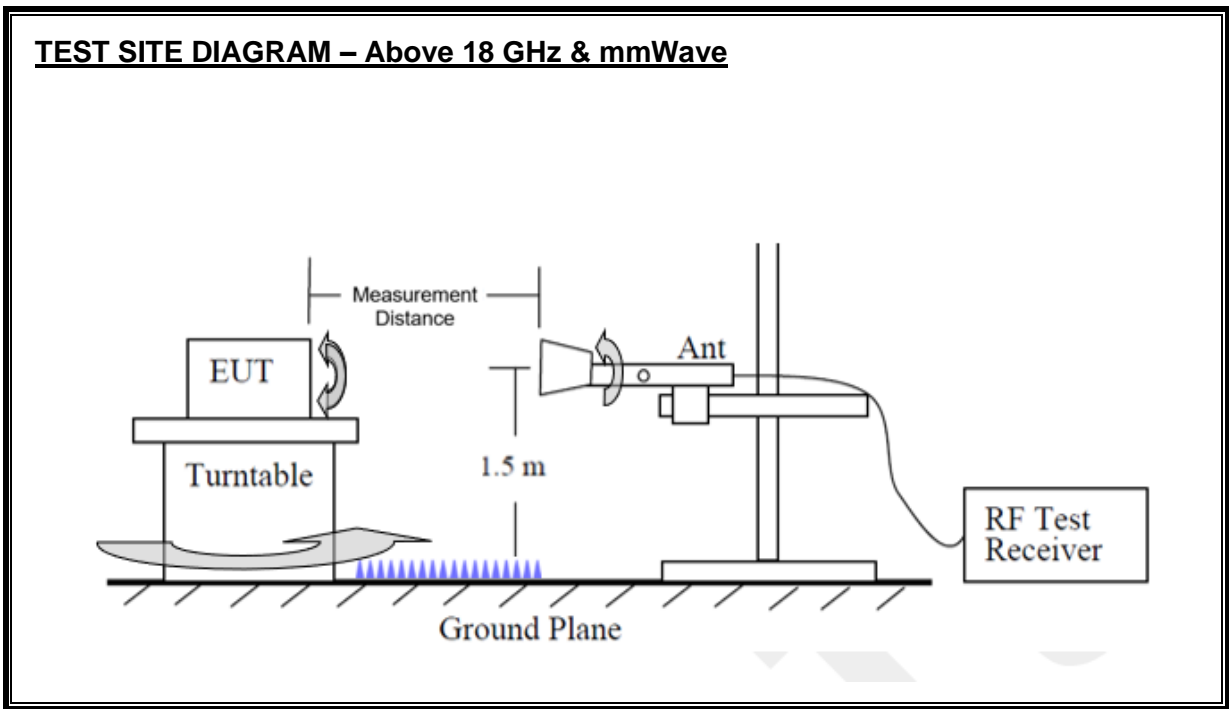 TEST SITE DIAGRAM – Above 18 GHz & mmWave
Measurement
Distance
EUT
Ant
Turntable
1.5 m
RF Test
Receiver
Ground Plane